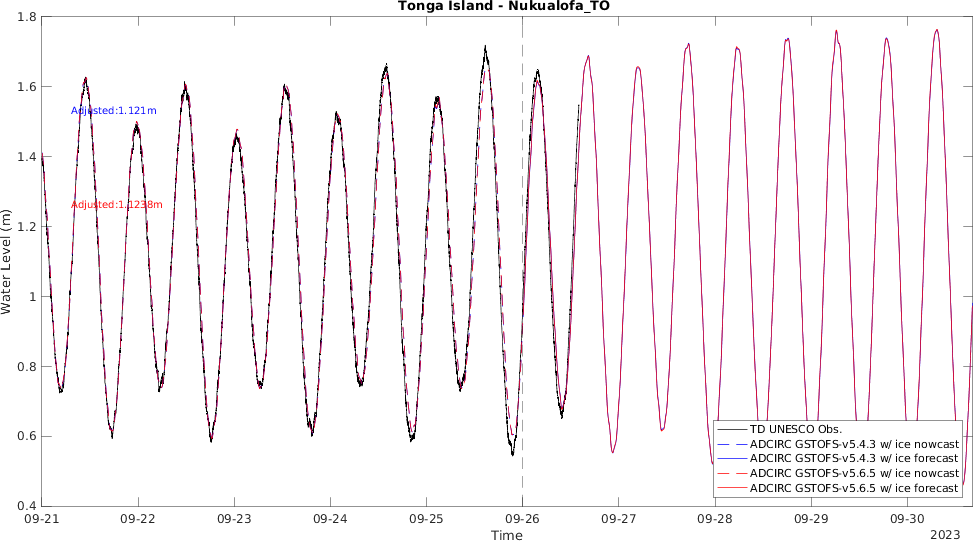 Tonga Island - Nukualofa_TO
1.8
1.6
1.4
1.2
1
0.8
0.6
0.4
Water Level (m)
Adjusted:1.121m
Adjusted:1.1238m
TD UNESCO Obs.
ADCIRC GSTOFS-v5.4.3 w/ ice nowcast
ADCIRC GSTOFS-v5.4.3 w/ ice forecast
ADCIRC GSTOFS-v5.6.5 w/ ice nowcast
ADCIRC GSTOFS-v5.6.5 w/ ice forecast
09-21 09-22 09-23 09-24 09-25 09-26 09-27 09-28 09-29 09-30
Time
2023